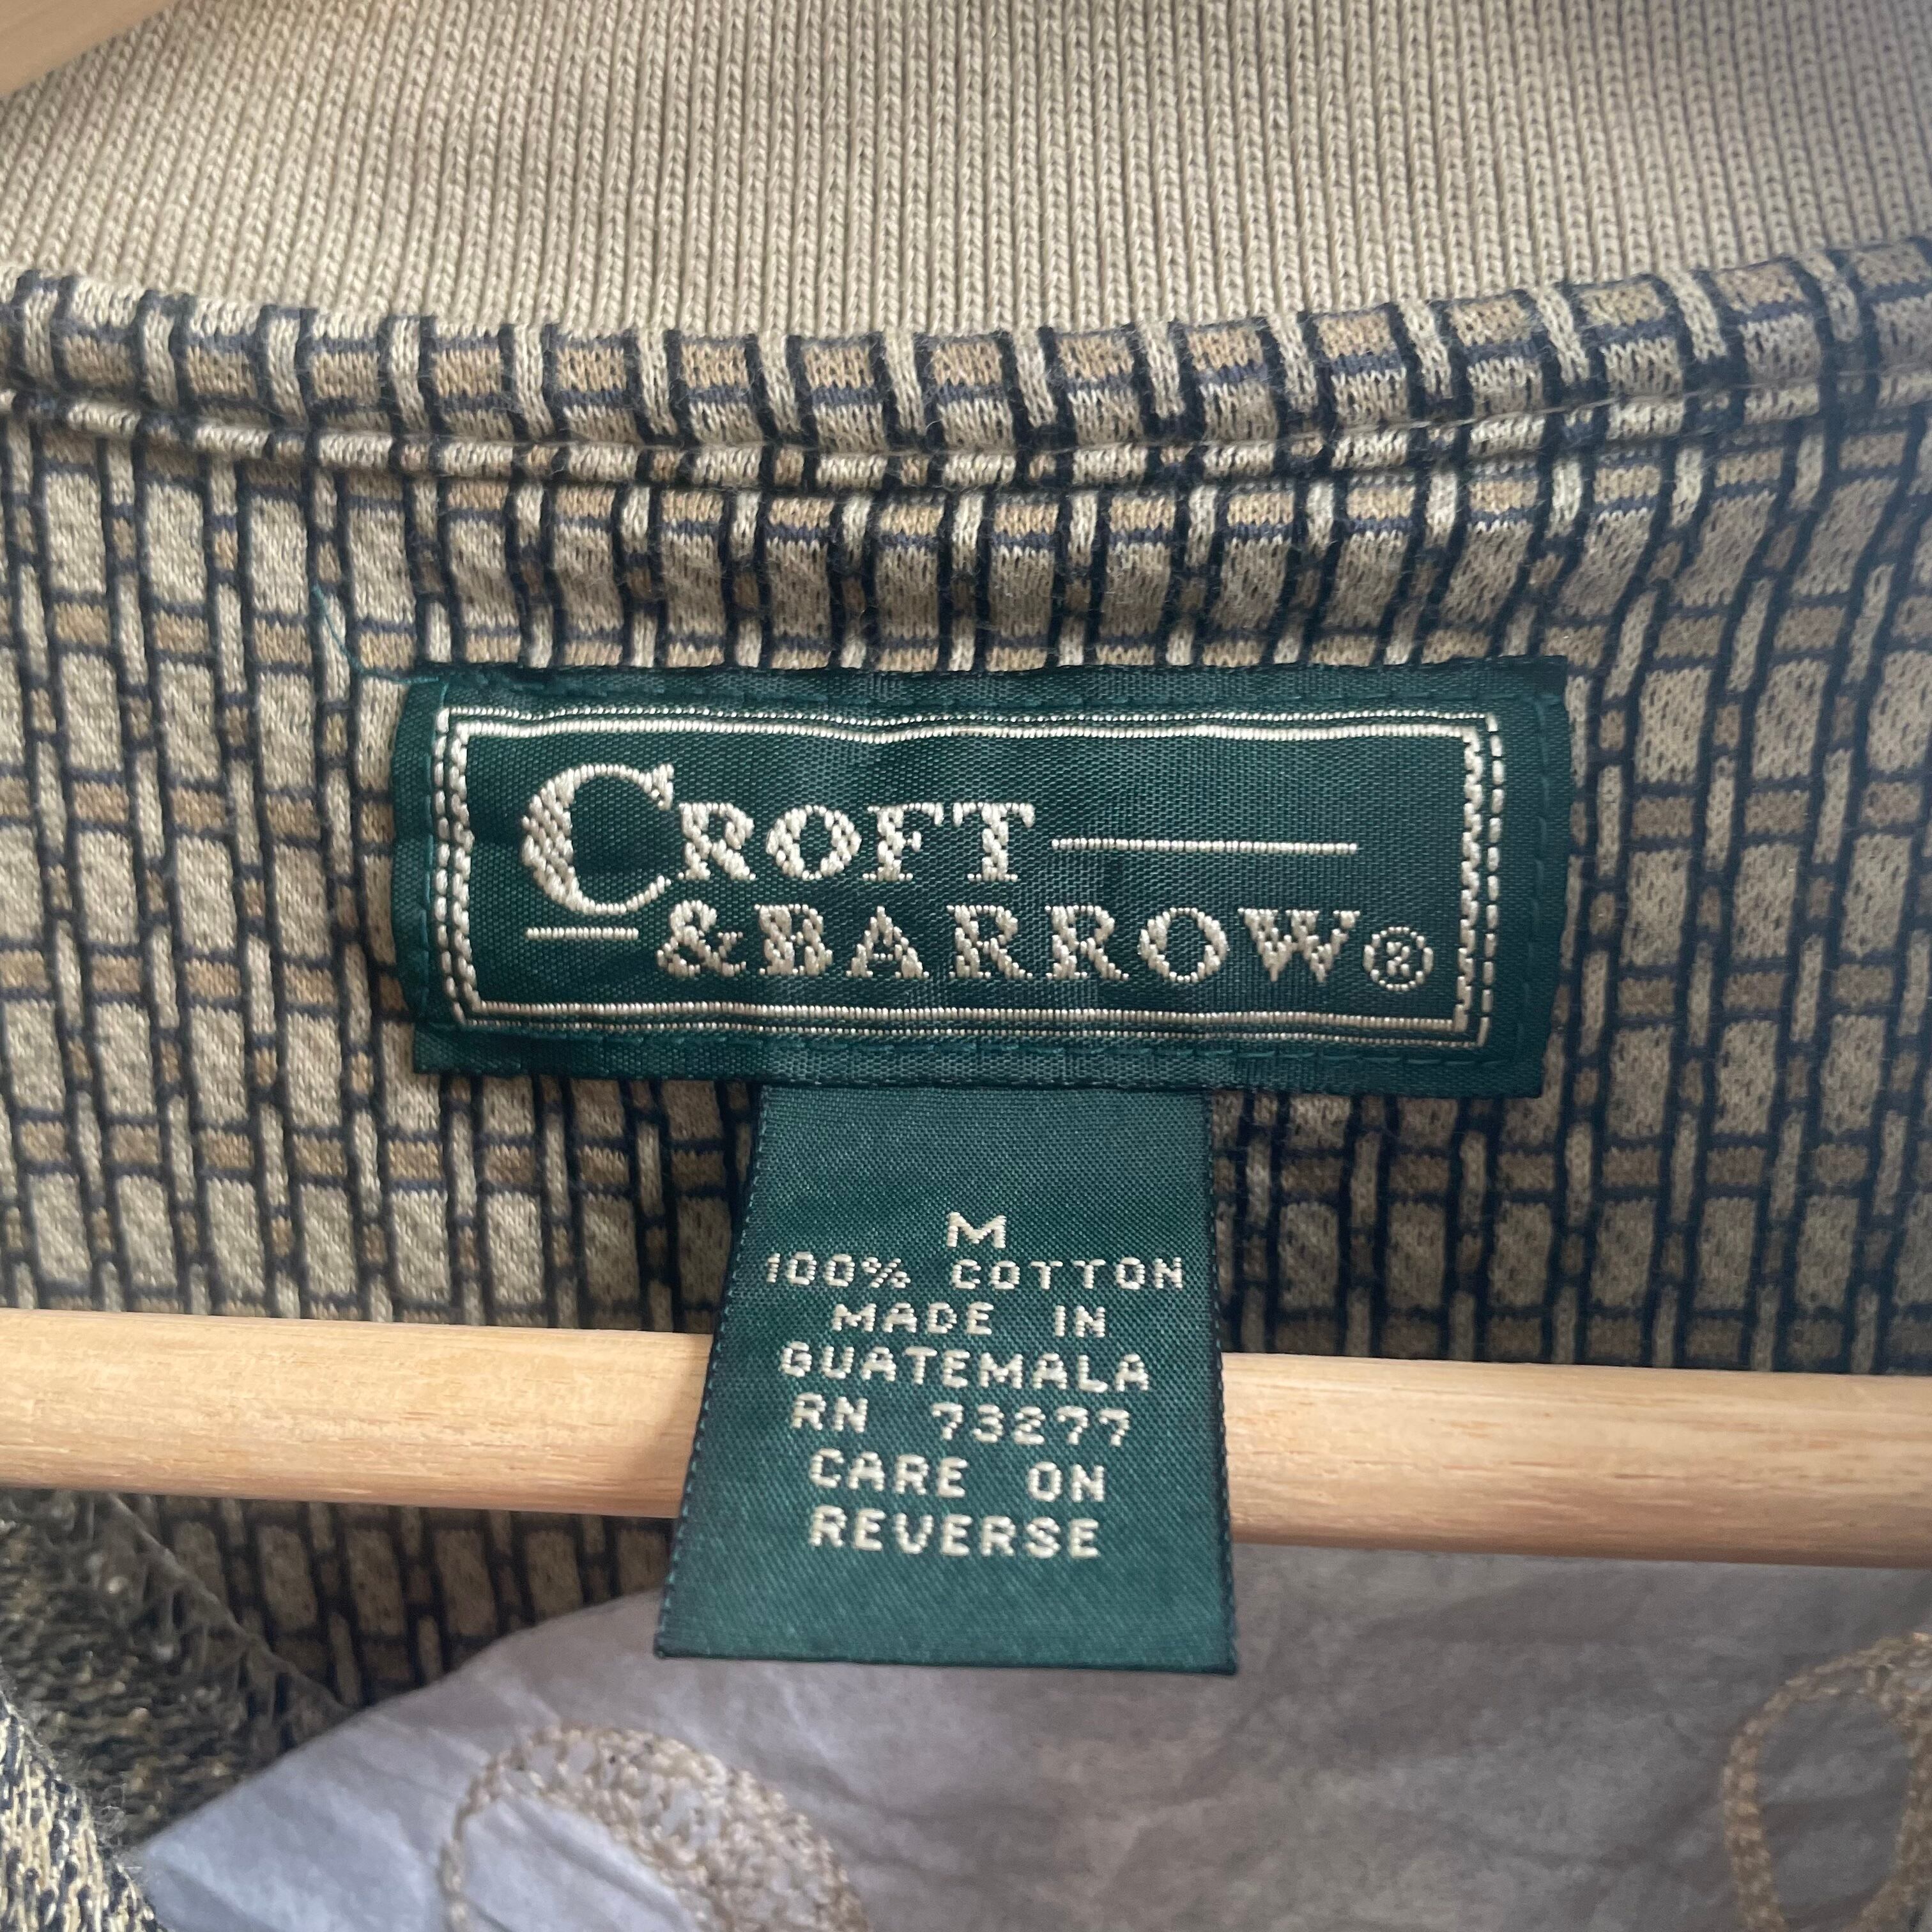 CROFT
& BARROW®
M
100% COTTON
MADE IN
GUATEMALA
RN 73277
CARE ON
REVERSE